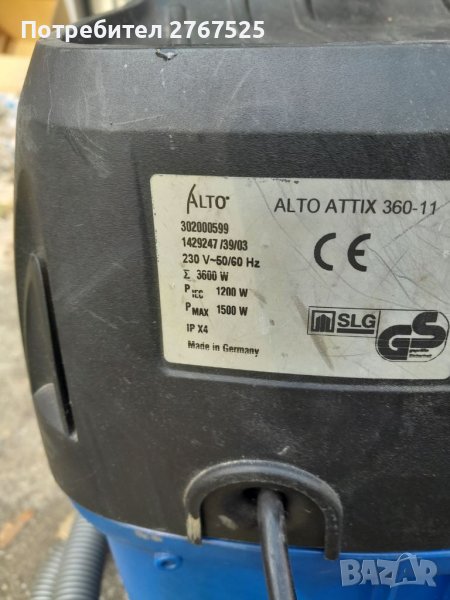 Потребител 2767525
ALTO
ALTO ATTIX 360-11
302000599
1429247 /39/03
230 V~50/60 Hz
Σ 3600 W
P IEC 1200 W
P MAX 1500 W
IP X4
Made in Germany
CE
SLG
GS
BAZAR